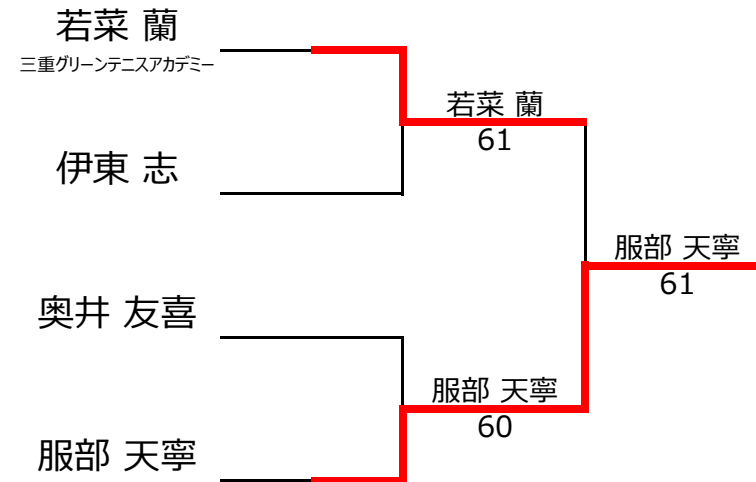 若菜 蘭
三重グリーンテニスアカデミー
若菜 蘭
61
伊東 志
服部 天寧
61
奥井 友喜
服部 天寧
60
服部 天寧